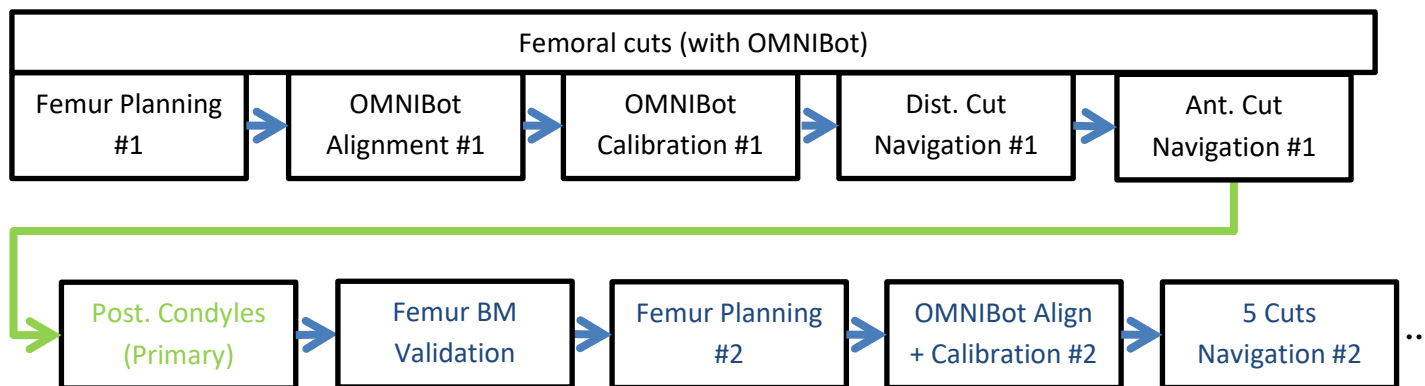 Femoral cuts (with OMNIBot)
Femur Planning
#1
OMNIBot
Alignment #1
OMNIBot
Calibration #1
Dist. Cut
Navigation #1
Ant. Cut
Navigation #1
Post. Condyles
(Primary)
Femur BM
Validation
Femur Planning
#2
OMNIBot Align
+ Calibration #2
5 Cuts
Navigation #2
..